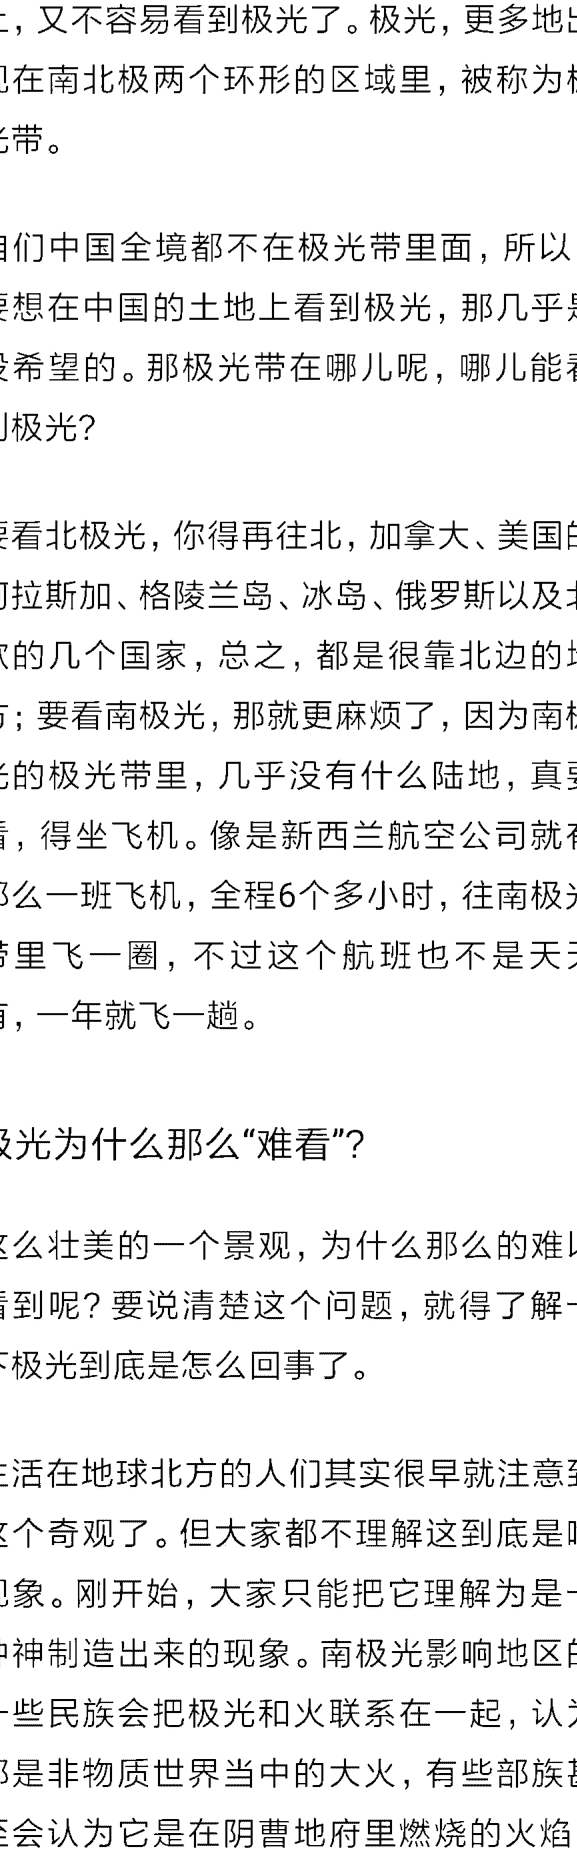 上，又不容易看到极光了。极光，更多地出
现在南北极两个环形的区域里，被称为极
光带。
咱们中国全境都不在极光带里面，所以
要想在中国的土地上看到极光，那几乎是
没希望的。那极光带在哪儿呢，哪儿能看
到极光？
要看北极光，你得再往北，加拿大、美国的
阿拉斯加、格陵兰岛、冰岛、俄罗斯以及北
欧的几个国家，总之，都是很靠北边的地
方；要看南极光，那就更麻烦了，因为南极
光的极光带里，几乎没有什么陆地，真要
看，得坐飞机。像是新西兰航空公司就有
那么一班飞机，全程6个多小时，往南极光
带里飞一圈，不过这个航班也不是天天
有，一年就飞一趟。
极光为什么那么“难看”？
这么壮美的一个景观，为什么那么的难以
看到呢？要说清楚这个问题，就得了解一
下极光到底是怎么回事了。
生活在地球北方的人们其实很早就注意到
这个奇观了。但大家都不理解这到底是啥
现象。刚开始，大家只能把它理解为是一
种神制造出来的现象。南极光影响地区的
一些民族会把极光和火联系在一起，认为
那是非物质世界当中的大火，有些部族甚
至会认为它是在阴曹地府里燃烧的火焰